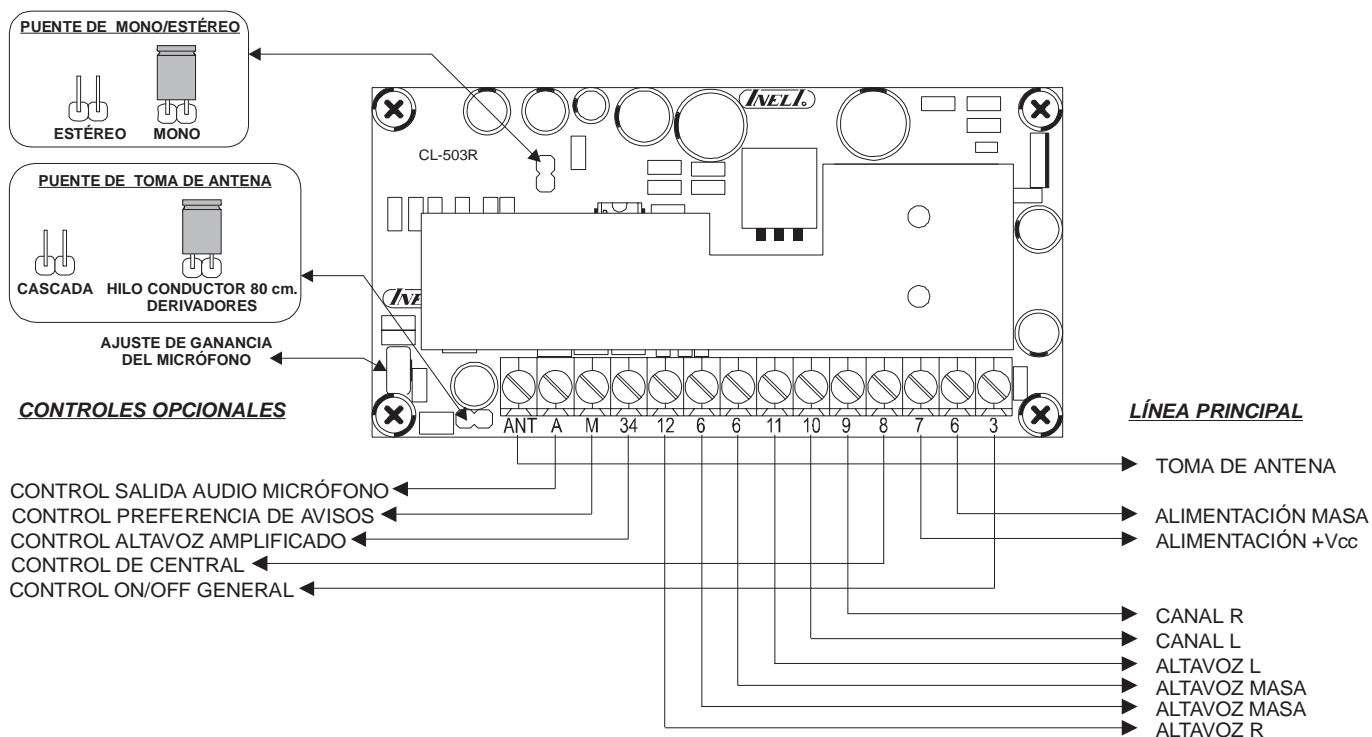 PUENTE DE MONO/ESTÉREO
ESTÉREO MONO
PUENTE DE TOMA DE ANTENA
CASCADA HILO CONDUCTOR 80 cm.
DERIVADORES
AJUSTE DE GANANCIA
DEL MICRÓFONO
CONTROLES OPCIONALES
CONTROL SALIDA AUDIO MICRÓFONO
CONTROL PREFERENCIA DE AVISOS
CONTROL ALTAVOZ AMPLIFICADO
CONTROL DE CENTRAL
CONTROL ON/OFF GENERAL
INELI
CL-503R
INE
ANT A M 34 12 6 6 11 10 9 8 7 6 3
LÍNEA PRINCIPAL
TOMA DE ANTENA
ALIMENTACIÓN MASA
ALIMENTACIÓN +Vcc
CANAL R
CANAL L
ALTAVOZ L
ALTAVOZ MASA
ALTAVOZ MASA
ALTAVOZ R